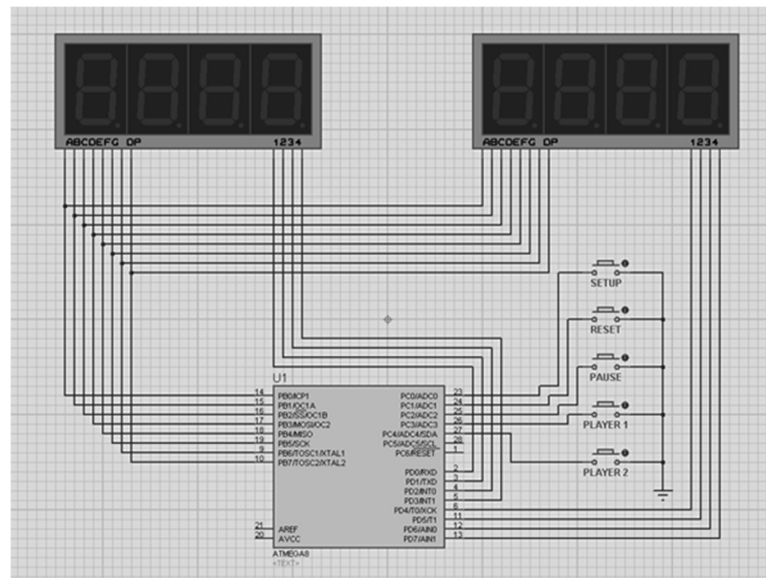 ABCDEFG DP 1234
ABCDEFG DP 1234
SETUP
RESET
PAUSE
PLAYER 1
PLAYER 2
U1
14 PB0/ICP1 PC0/ADC0 23
15 PB1/OC1A PC1/ADC1 24
16 PB2/SS/OC1B PC2/ADC2 25
17 PB3/MOSI/OC2 PC3/ADC3 26
18 PB4/MISO PC4/ADC4/SDA 27
19 PB5/SCK PC5/ADC5/SCL 28
9 PB6/TOSC1/XTAL1 PC6/RESET 1
10 PB7/TOSC2/XTAL2
PD0/RXD 2
PD1/TXD 3
PD2/INT0 4
PD3/INT1 5
PD4/T0/XCK 6
PD5/T1 11
21 AREF PD6/AIN0 12
20 AVCC PD7/AIN1 13
ATMEGA8
<TEXT>